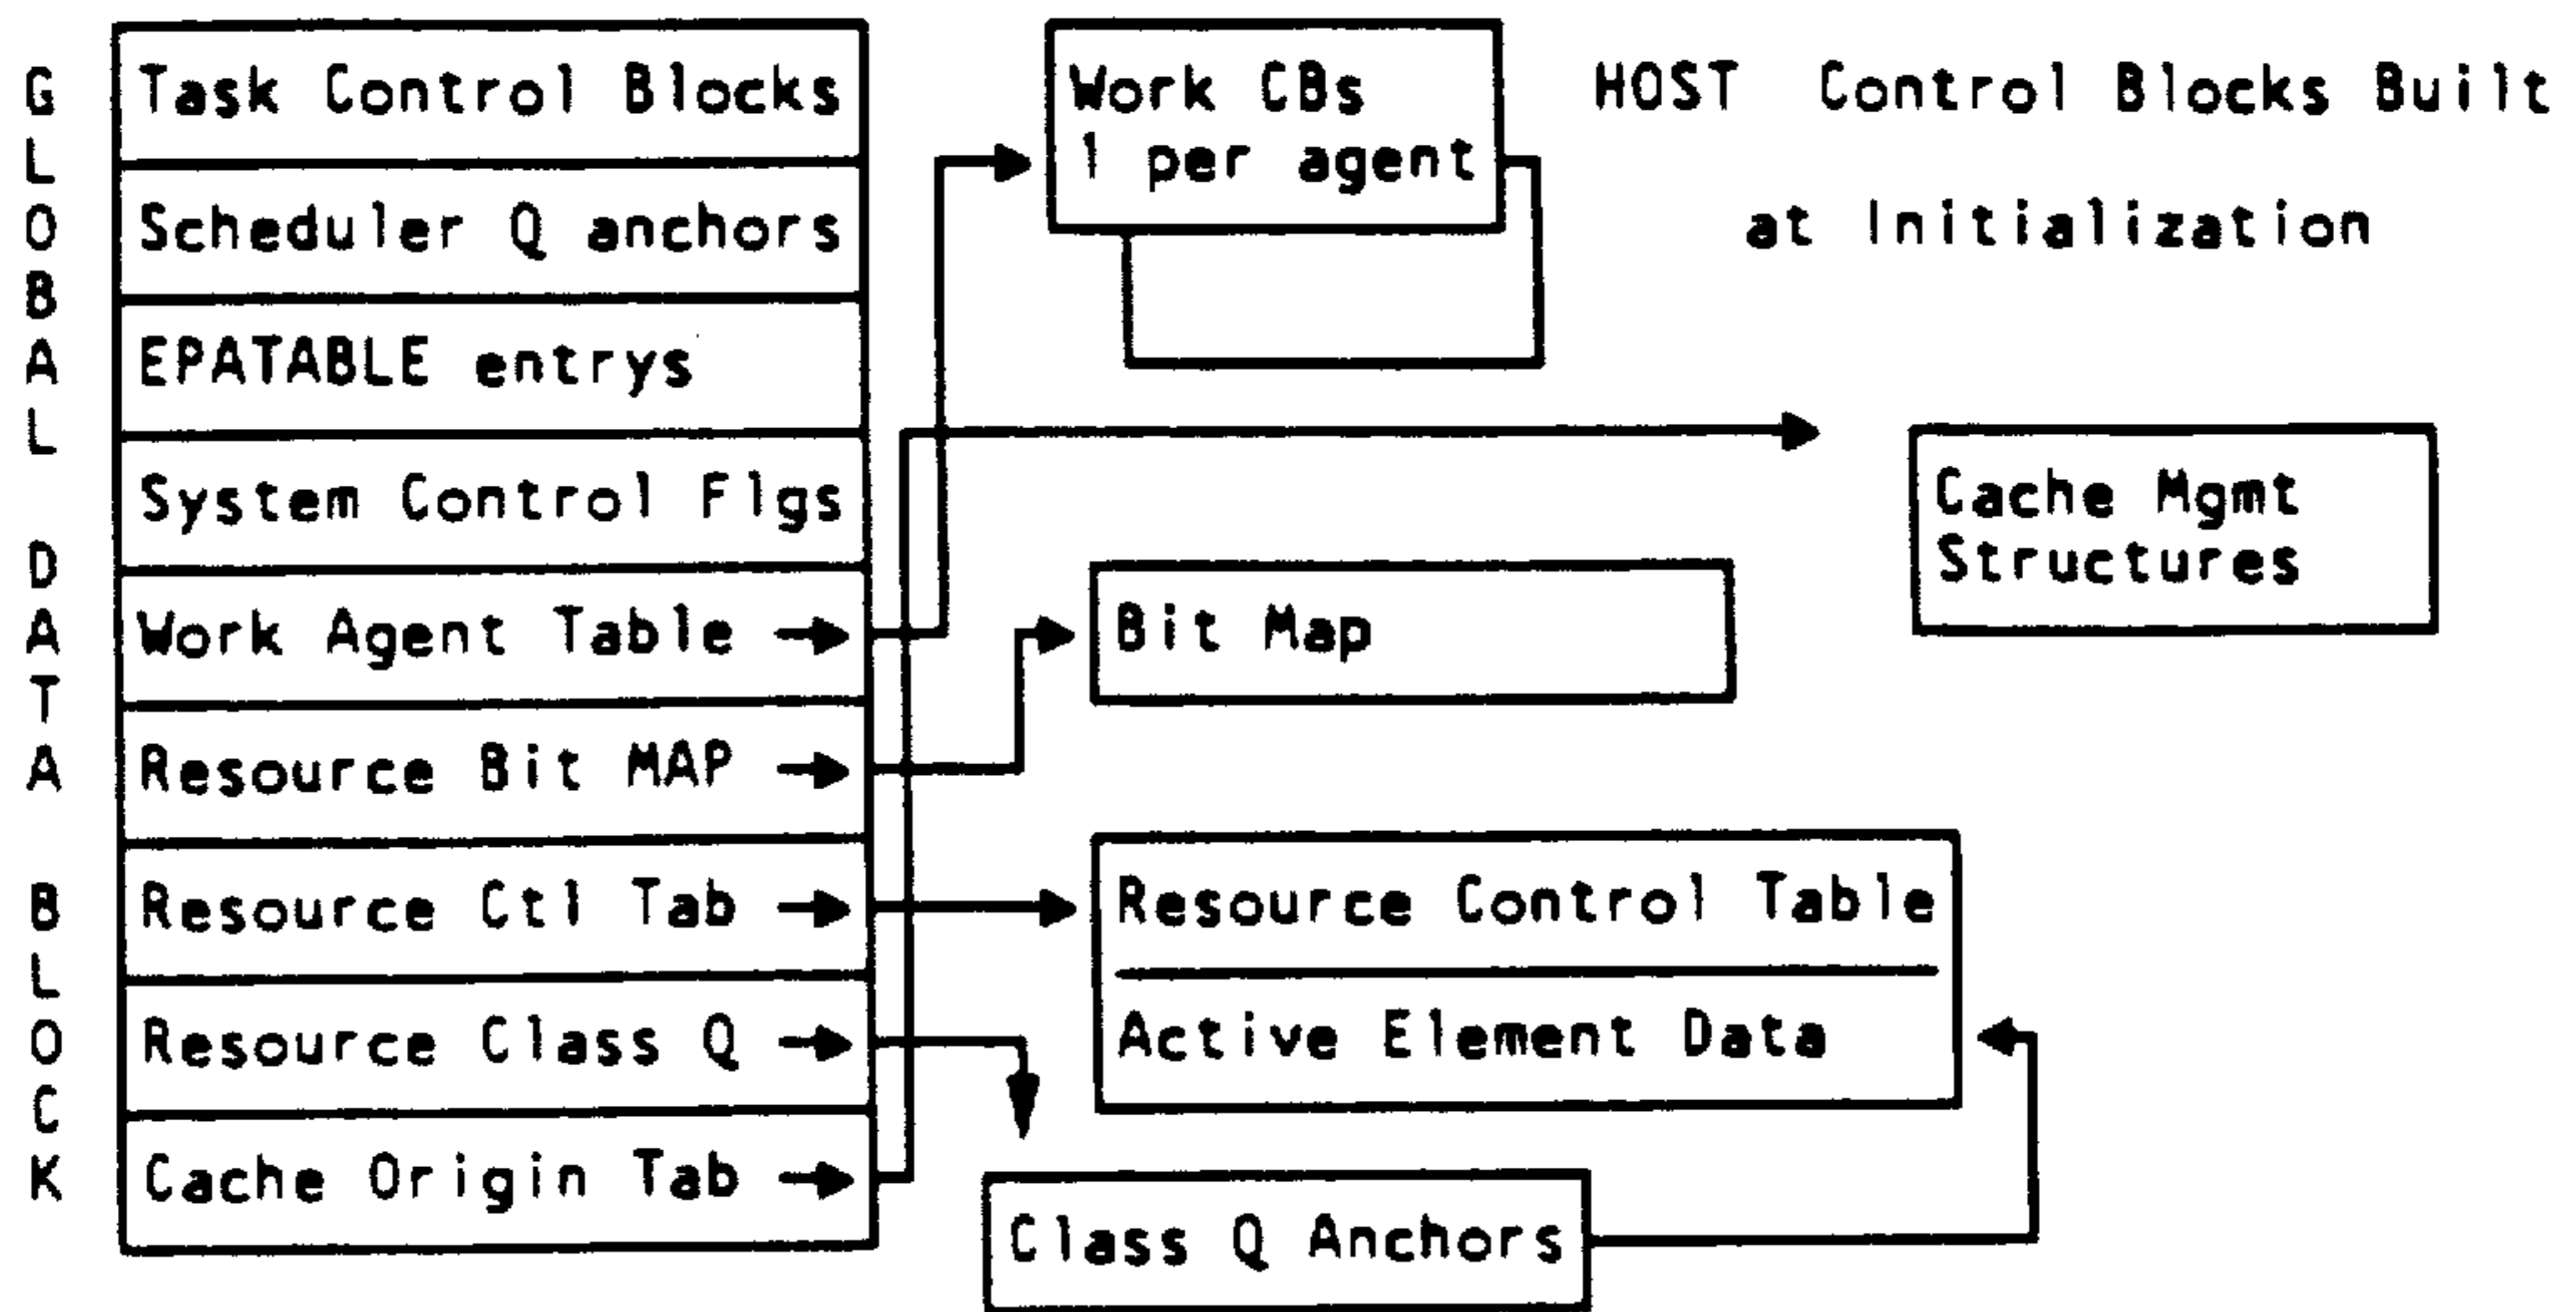 GLOBAL DATA BLOCK
Task Control Blocks
Scheduler Q anchors
EPATABLE entrys
System Control Flgs
Work Agent Table
Resource Bit MAP
Resource Ctl Tab
Resource Class Q
Cache Origin Tab
Work CBs
1 per agent
HOST Control Blocks Built
at Initialization
Cache Mgmt
Structures
Bit Map
Resource Control Table
Active Element Data
Class Q Anchors